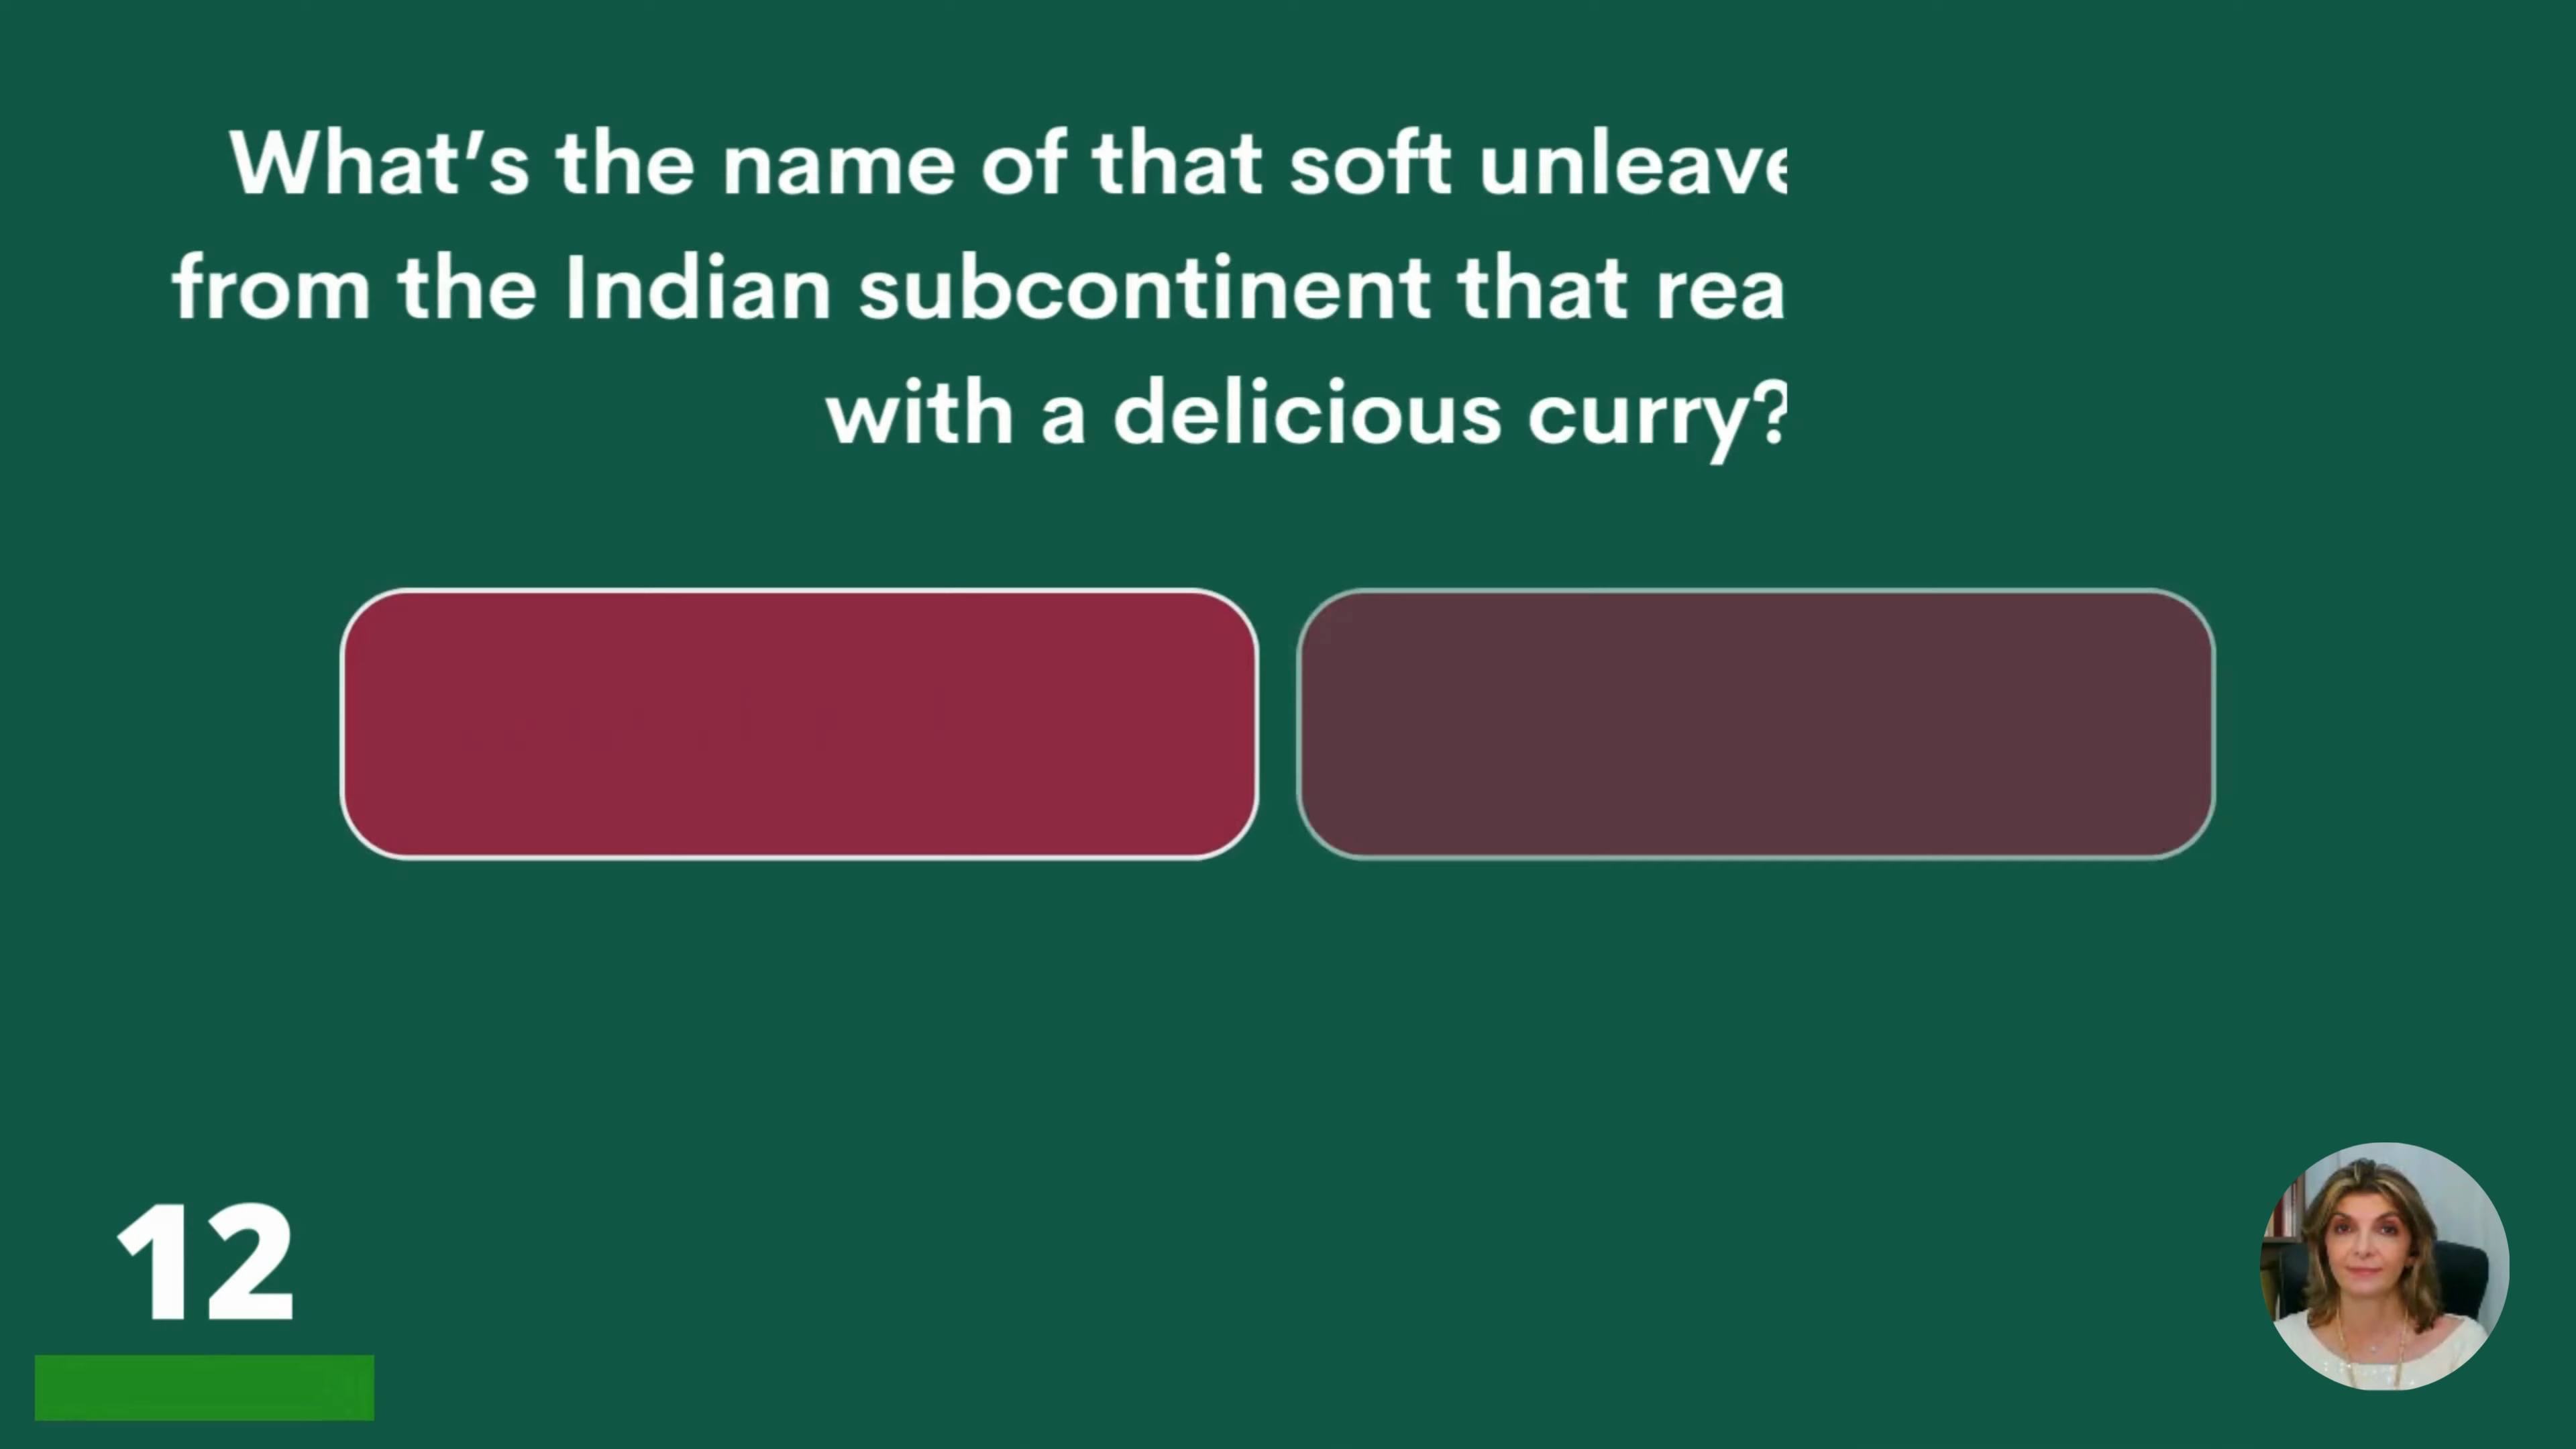 What’s the name of that soft unleave
from the Indian subcontinent that rea
with a delicious curry?
12